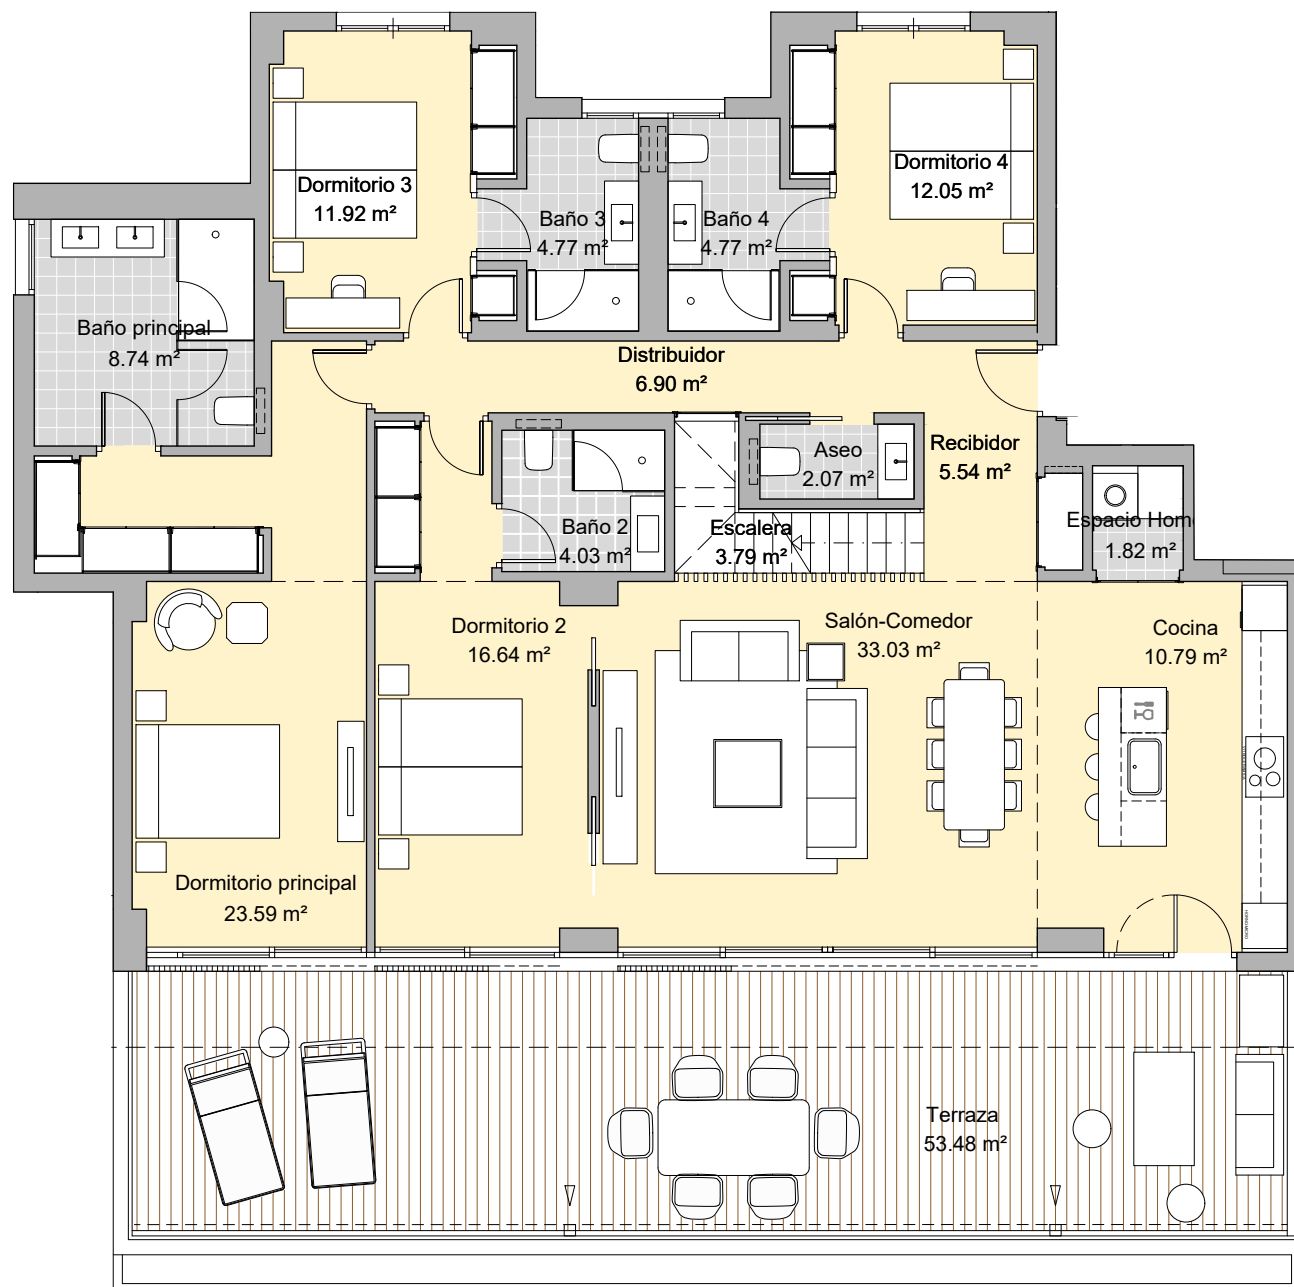 Dormitorio 3
11.92 m²
Dormitorio 4
12.05 m²
Baño 3
4.77 m²
Baño 4
4.77 m²
Baño principal
8.74 m²
Distribuidor
6.90 m²
Aseo
2.07 m²
Recibidor
5.54 m²
Baño 2
4.03 m²
Escalera
3.79 m²
Espacio Hom
1.82 m²
Dormitorio 2
16.64 m²
Salón-Comedor
33.03 m²
Cocina
10.79 m²
Dormitorio principal
23.59 m²
Terraza
53.48 m²